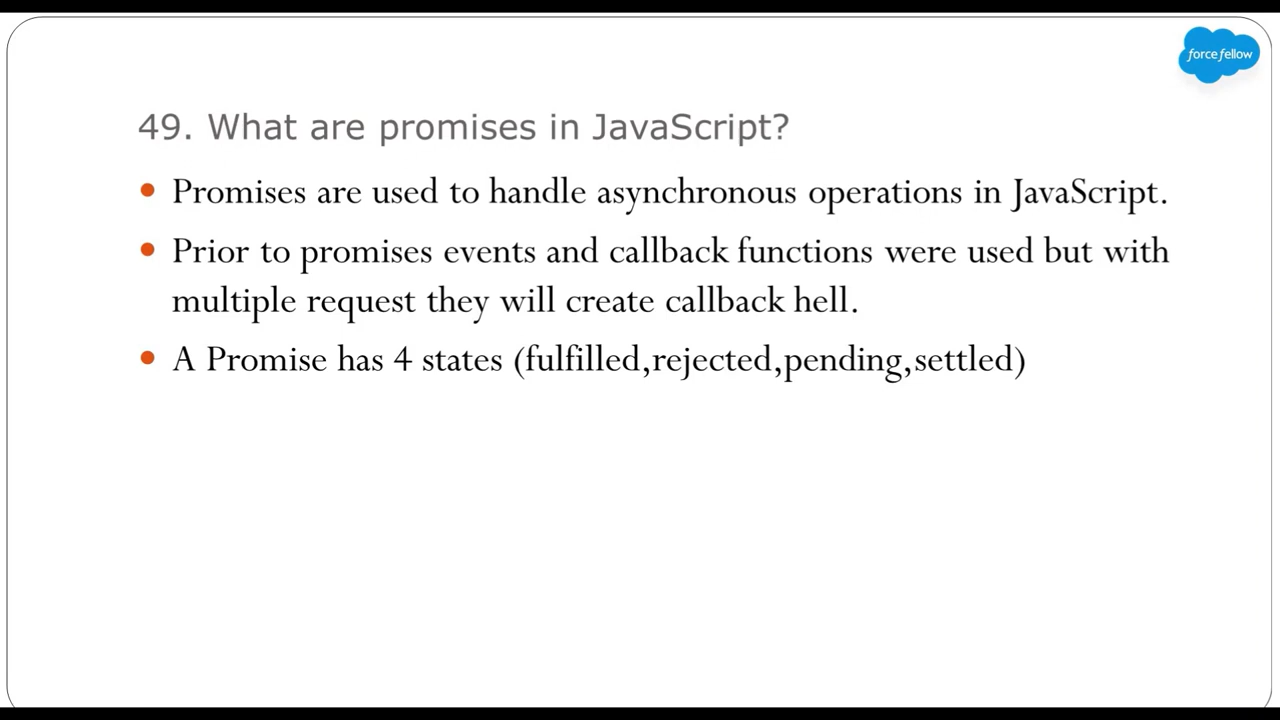 force fellow
49. What are promises in JavaScript?
• Promises are used to handle asynchronous operations in JavaScript.
• Prior to promises events and callback functions were used but with
multiple request they will create callback hell.
• A Promise has 4 states (fulfilled,rejected,pending,settled)